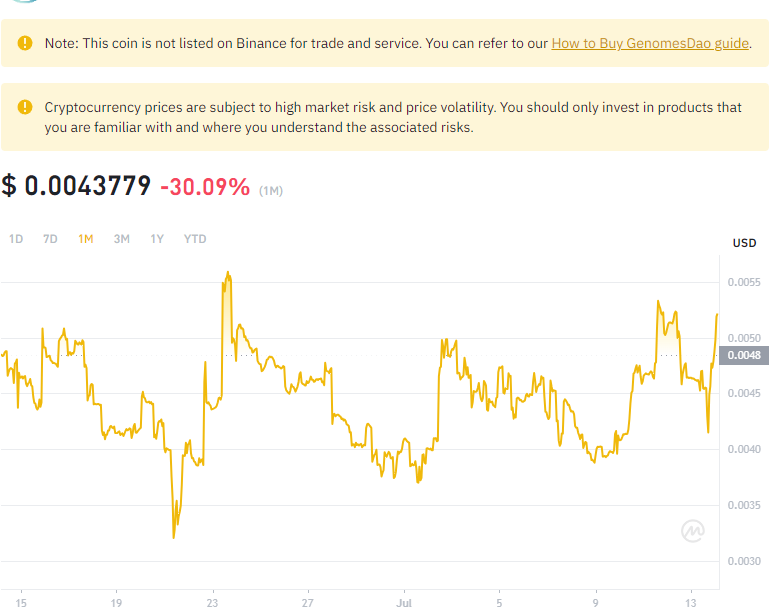 Note: This coin is not listed on Binance for trade and service. You can refer to our How to Buy GenomesDao guide.
Cryptocurrency prices are subject to high market risk and price volatility. You should only invest in products that
you are familiar with and where you understand the associated risks.
$ 0.0043779 -30.09% (1M)
1D 7D 1M 3M 1Y YTD
USD
0.0055
0.0050
0.0048
0.0045
0.0040
0.0035
0.0030
15 19 23 27 Jul 5 9 13